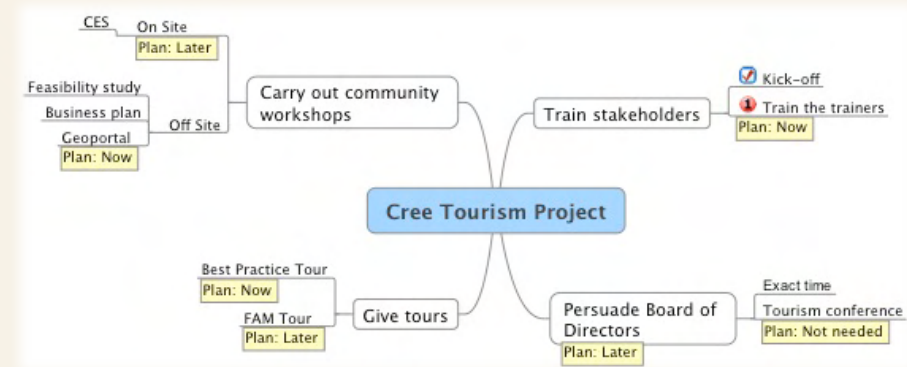 CES
On Site
Plan: Later
Feasibility study
Business plan
Geoportal
Plan: Now
Off Site
Carry out community
workshops
Train stakeholders
Kick-off
1 Train the trainers
Plan: Now
Cree Tourism Project
Best Practice Tour
Plan: Now
FAM Tour
Plan: Later
Give tours
Persuade Board of
Directors
Plan: Later
Exact time
Tourism conference
Plan: Not needed